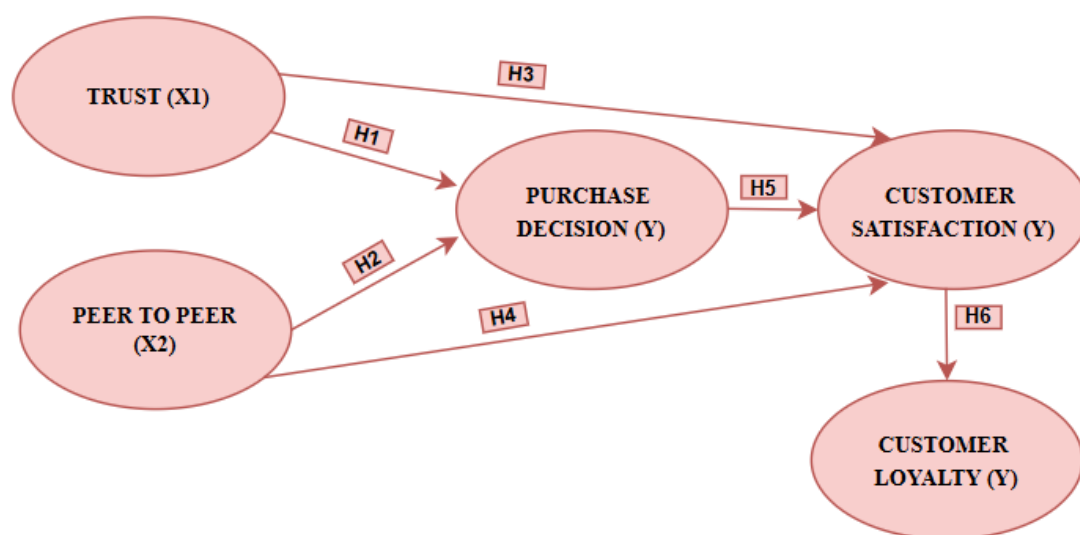 TRUST (X1)
H3
H1
PURCHASE
DECISION (Y)
H5
CUSTOMER
SATISFACTION (Y)
H2
PEER TO PEER
(X2)
H4
H6
CUSTOMER
LOYALTY (Y)